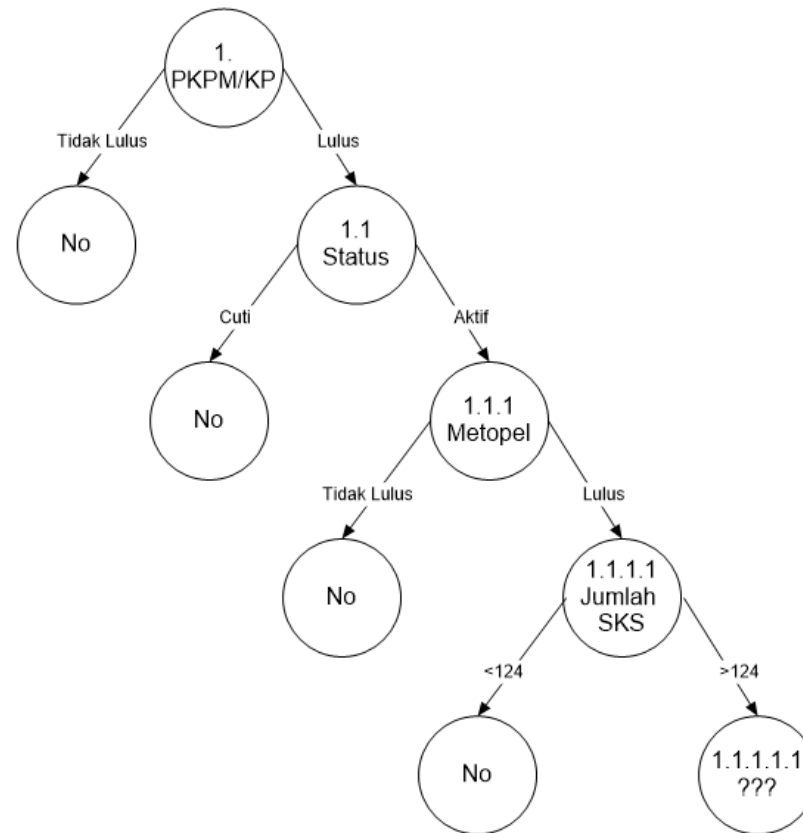 1.
PKPM/KP
Tidak Lulus
Lulus
No
1.1
Status
Cuti
Aktif
No
1.1.1
Metopel
Tidak Lulus
Lulus
No
1.1.1.1
Jumlah
SKS
<124
>124
No
1.1.1.1.1
???